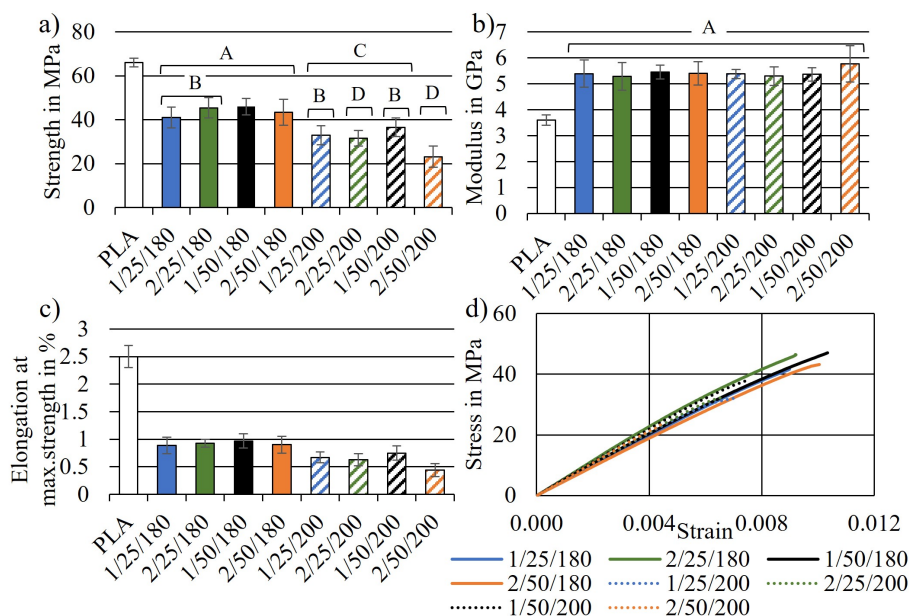 a)
Strength in MPa
80
60
40
20
0
A
C
B
B
D
B
D
PLA
1/25/180
2/25/180
1/50/180
2/50/180
1/25/200
2/25/200
1/50/200
2/50/200
b)
Modulus in GPa
7
6
5
4
3
2
1
0
A
PLA
1/25/180
2/25/180
1/50/180
2/50/180
1/25/200
2/25/200
1/50/200
2/50/200
c)
Elongation at
max.strength in %
3
2.5
2
1.5
1
0.5
0
PLA
1/25/180
2/25/180
1/50/180
2/50/180
1/25/200
2/25/200
1/50/200
2/50/200
d)
Stress in MPa
60
40
20
0
0.000
0.004
0.008
0.012
Strain
1/25/180
2/25/180
1/50/180
2/50/180
1/25/200
2/25/200
1/50/200
2/50/200